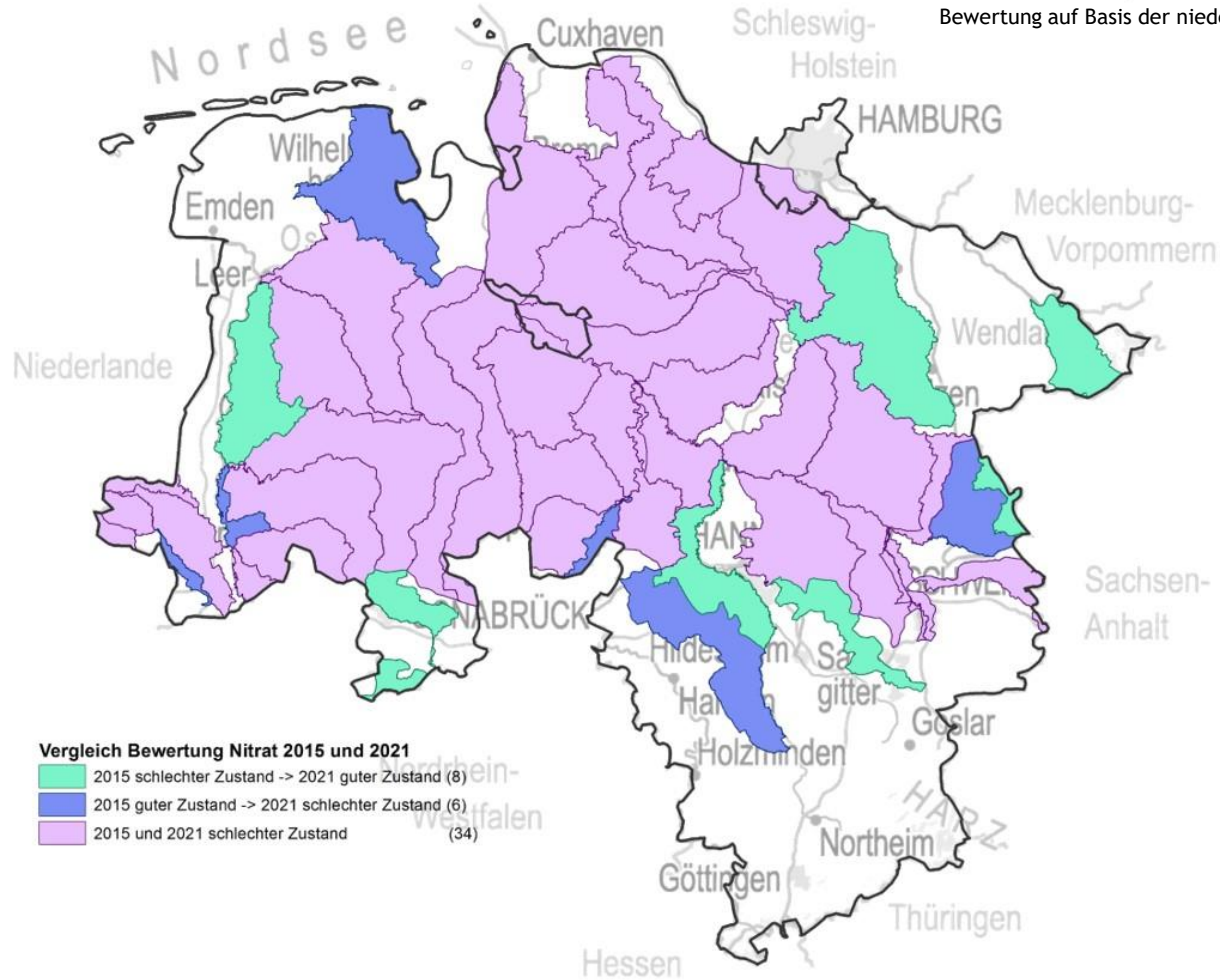 Bewertung auf Basis der
Nordsee
Cuxhaven
Schleswig-
Holstein
HAMBURG
Emden
Mecklenburg-
Vorpommern
Leer
Niederlande
Sachsen-
Anhalt
gitter
Goslar
Holzminden
Nordrhein-
Westfalen
HARZ
Northeim
Göttingen
Thüringen
Hessen
Vergleich Bewertung Nitrat 2015 und 2021
2015 schlechter Zustand -> 2021 guter Zustand (8)
2015 guter Zustand -> 2021 schlechter Zustand (6)
2015 und 2021 schlechter Zustand (34)